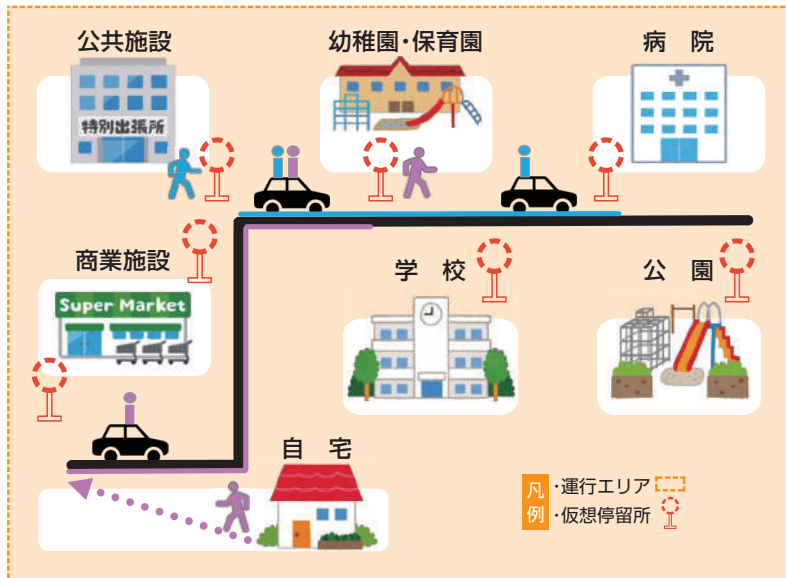 公共施設
幼稚園・保育園
病 院
特別出張所
商業施設
学 校
公 園
Super Market
自 宅
凡例
・運行エリア
・仮想停留所